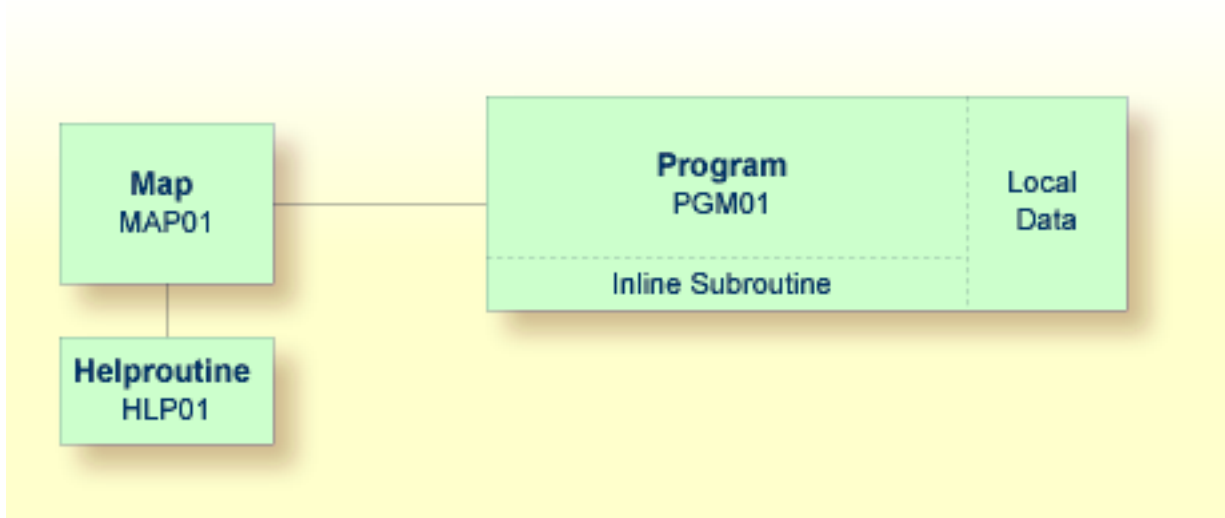 Map
MAP01
Program
PGM01
Local
Data
Inline Subroutine
Helproutine
HLP01